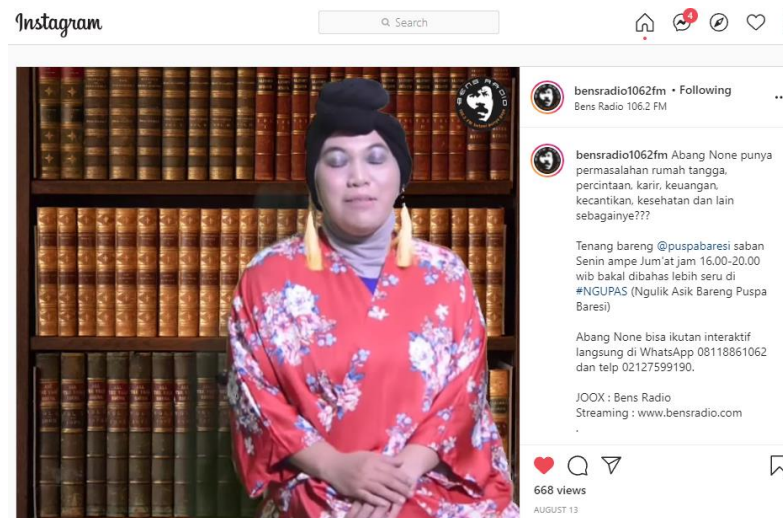 Instagram
Search
4
BENS RADIO
bensradio1062fm • Following
Bens Radio 106.2 FM
bensradio1062fm Abang None punya
permasalahan rumah tangga,
percintaan, karir, keuangan,
kecantikan, kesehatan dan lain
sebagainye???
Tenang bareng @puspabaresi saban
Senin ampe Jum'at jam 16.00-20.00
wib bakal dibahas lebih seru di
#NGUPAS (Ngulik Asik Bareng Puspa
Baresi)
Abang None bisa ikutan interaktif
langsung di WhatsApp 08118861062
dan telp 02127599190.
JOOX : Bens Radio
Streaming : www.bensradio.com
.
668 views
AUGUST 13